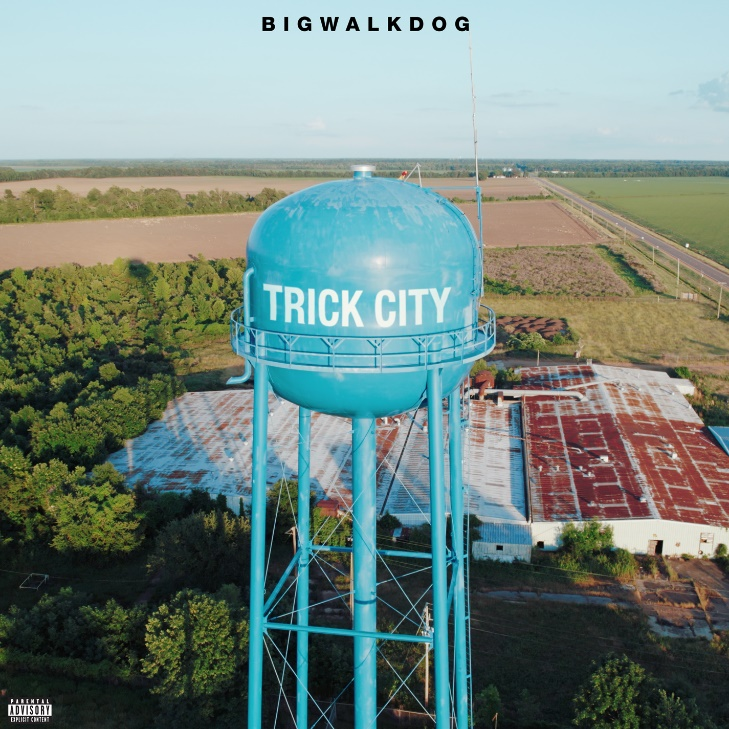 BIGWALKDOG
TRICK CITY
PARENTAL
ADVISORY
EXPLICIT CONTENT